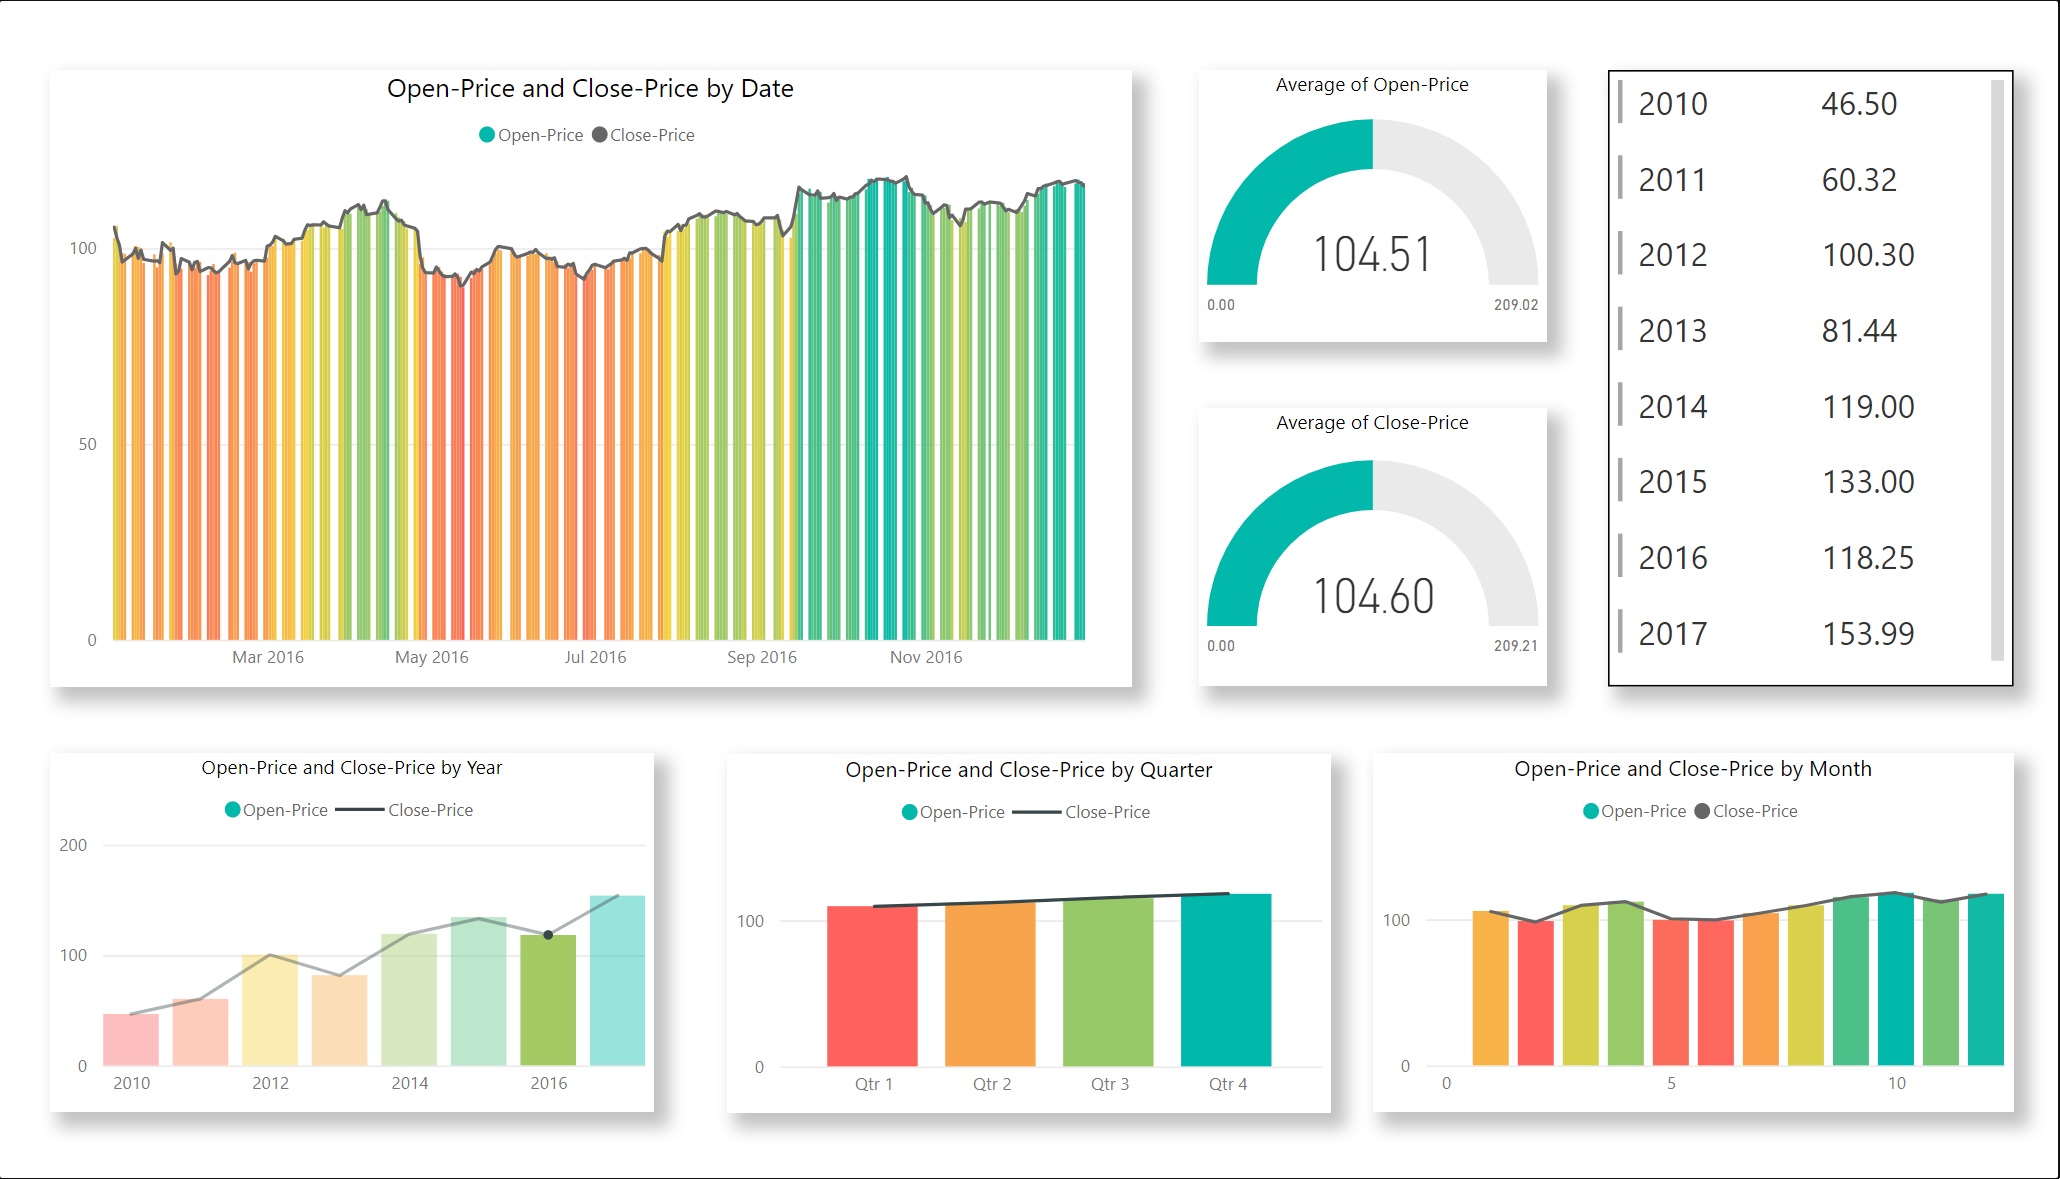 Open-Price and Close-Price by Date
Open-Price Close-Price
100
50
0
Mar 2016 May 2016 Jul 2016 Sep 2016 Nov 2016
Average of Open-Price
104.51
0.00 209.02
Average of Close-Price
104.60
0.00 209.21
2010 46.50
2011 60.32
2012 100.30
2013 81.44
2014 119.00
2015 133.00
2016 118.25
2017 153.99
Open-Price and Close-Price by Year
Open-Price Close-Price
200
100
0
2010 2012 2014 2016
Open-Price and Close-Price by Quarter
Open-Price Close-Price
100
0
Qtr 1 Qtr 2 Qtr 3 Qtr 4
Open-Price and Close-Price by Month
Open-Price Close-Price
100
0
0 5 10